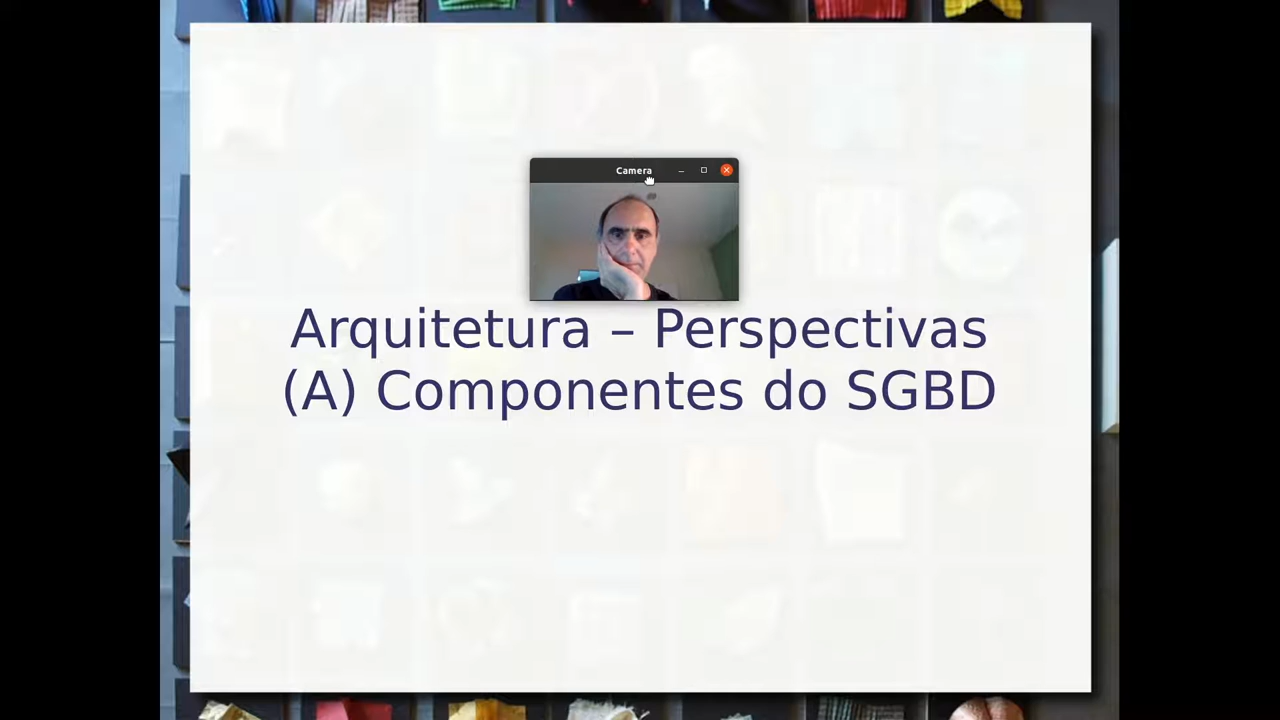 Camera
Arquitetura – Perspectivas
(A) Componentes do SGBD